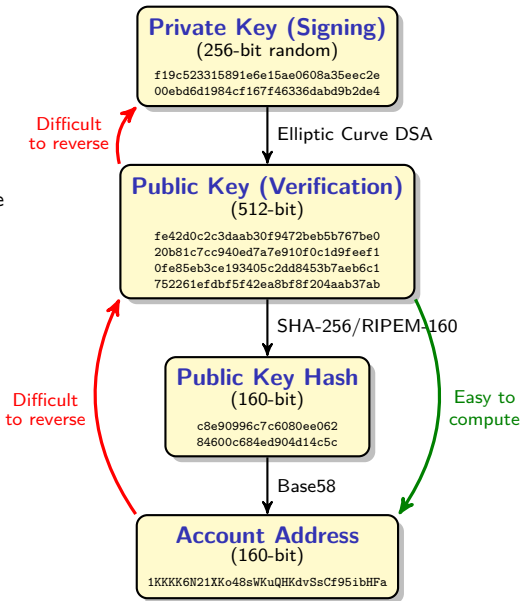 Private Key (Signing)
(256-bit random)
f19c523315891e6e15ae0608a35eec2e
00ebd6d1984cf167f46336dabd9b2de4
Difficult
to reverse
Elliptic Curve DSA
e
Public Key (Verification)
(512-bit)
fe42d0c2c3daab30f9472beb5b767be0
20b81c7cc940ed7a7e910f0c1d9feef1
0fe85eb3ce193405c2dd8453b7aeb6c1
752261efdbf5f42ea8bf8f204aab37ab
SHA-256/RIPEM-160
Public Key Hash
(160-bit)
c8e90996c7c6080ee062
84600c684ed904d14c5c
Difficult
to reverse
Easy to
compute
Base58
Account Address
(160-bit)
1KKKK6N21XKo48sWKuQHKdvSsCf95ibHFa